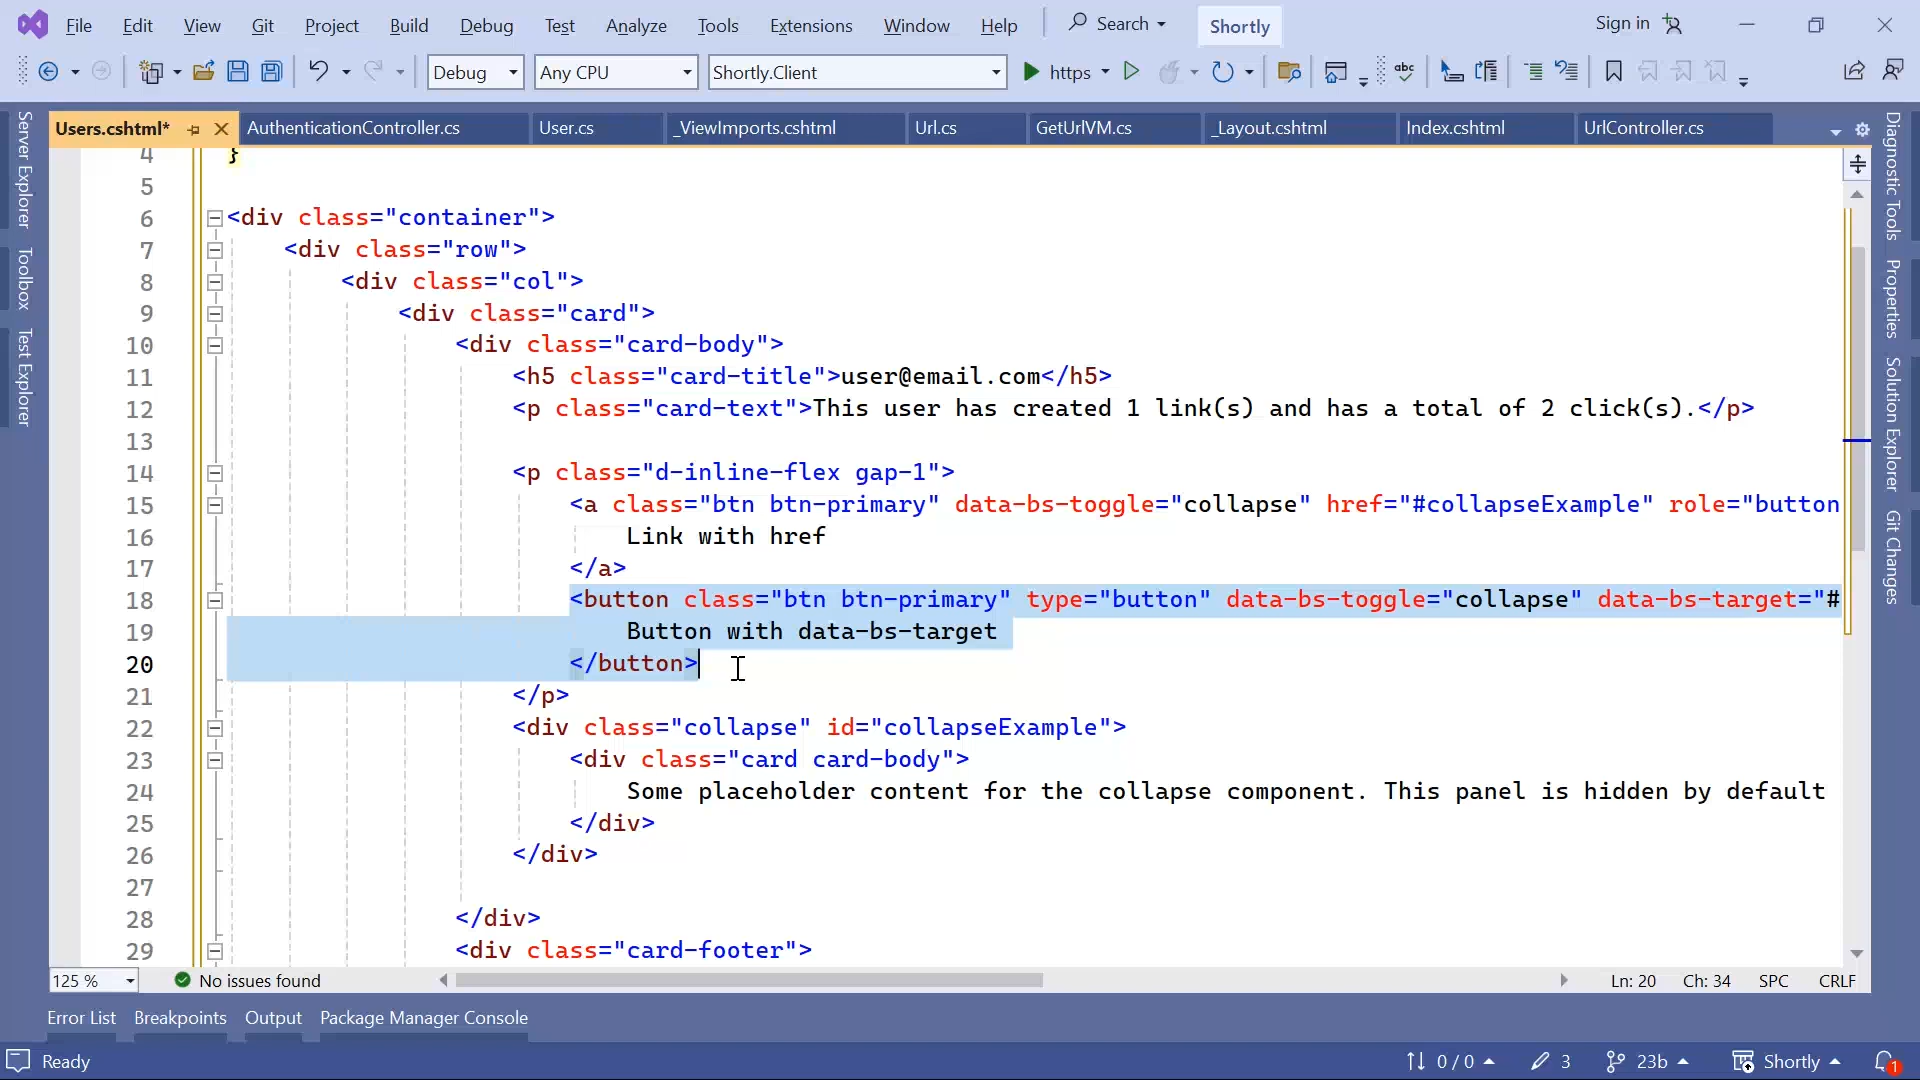 File Edit View Git Project Build Debug Test Analyze Tools Extensions Window Help Search Shortly Sign in
Debug Any CPU Shortly.Client https abc
Users.cshtml* AuthenticationController.cs User.cs _ViewImports.cshtml Url.cs GetUrlVM.cs _Layout.cshtml Index.cshtml UrlController.cs
Server Explorer
Toolbox
Test Explorer
4 }
5
6 <div class="container">
7 <div class="row">
8 <div class="col">
9 <div class="card">
10 <div class="card-body">
11 <h5 class="card-title">user@email.com</h5>
12 <p class="card-text">This user has created 1 link(s) and has a total of 2 click(s).</p>
13
14 <p class="d-inline-flex gap-1">
15 <a class="btn btn-primary" data-bs-toggle="collapse" href="#collapseExample" role="button
16 Link with href
17 </a>
18 <button class="btn btn-primary" type="button" data-bs-toggle="collapse" data-bs-target="#
19 Button with data-bs-target
20 </button>
21 </p>
22 <div class="collapse" id="collapseExample">
23 <div class="card card-body">
24 Some placeholder content for the collapse component. This panel is hidden by default
25 </div>
26 </div>
27
28 </div>
29 <div class="card-footer">
Diagnostic Tools
Properties
Solution Explorer
Git Changes
125 % No issues found Ln: 20 Ch: 34 SPC CRLF
Error List Breakpoints Output Package Manager Console
Ready 0 / 0 3 23b Shortly 1